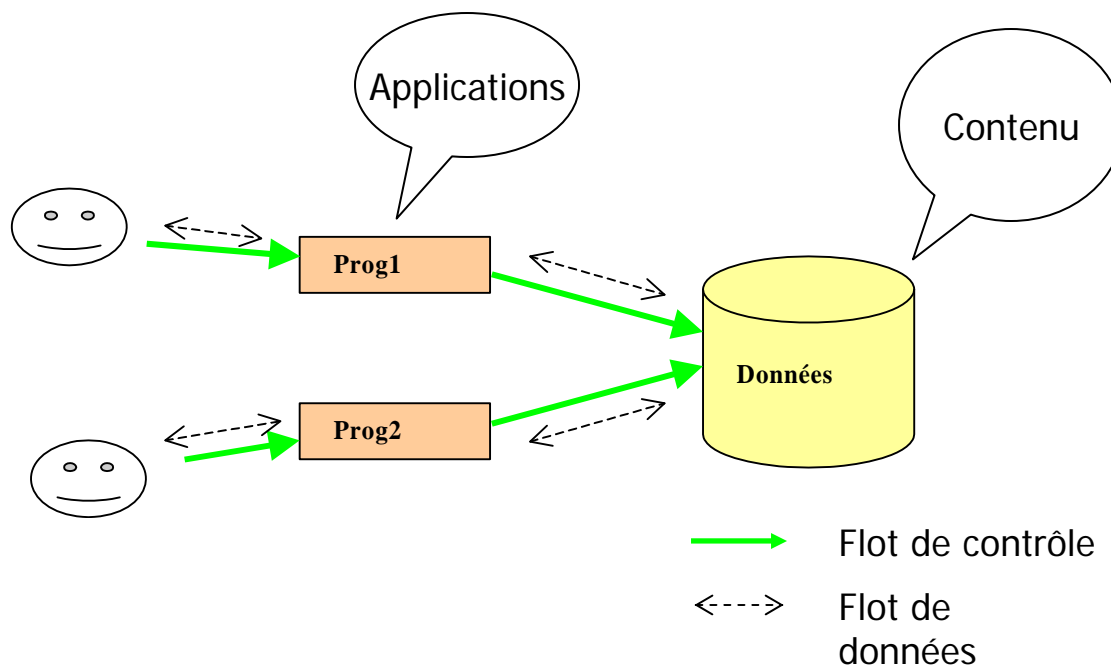 Applications
Contenu
Prog1
Données
Prog2
Flot de contrôle
Flot de
données